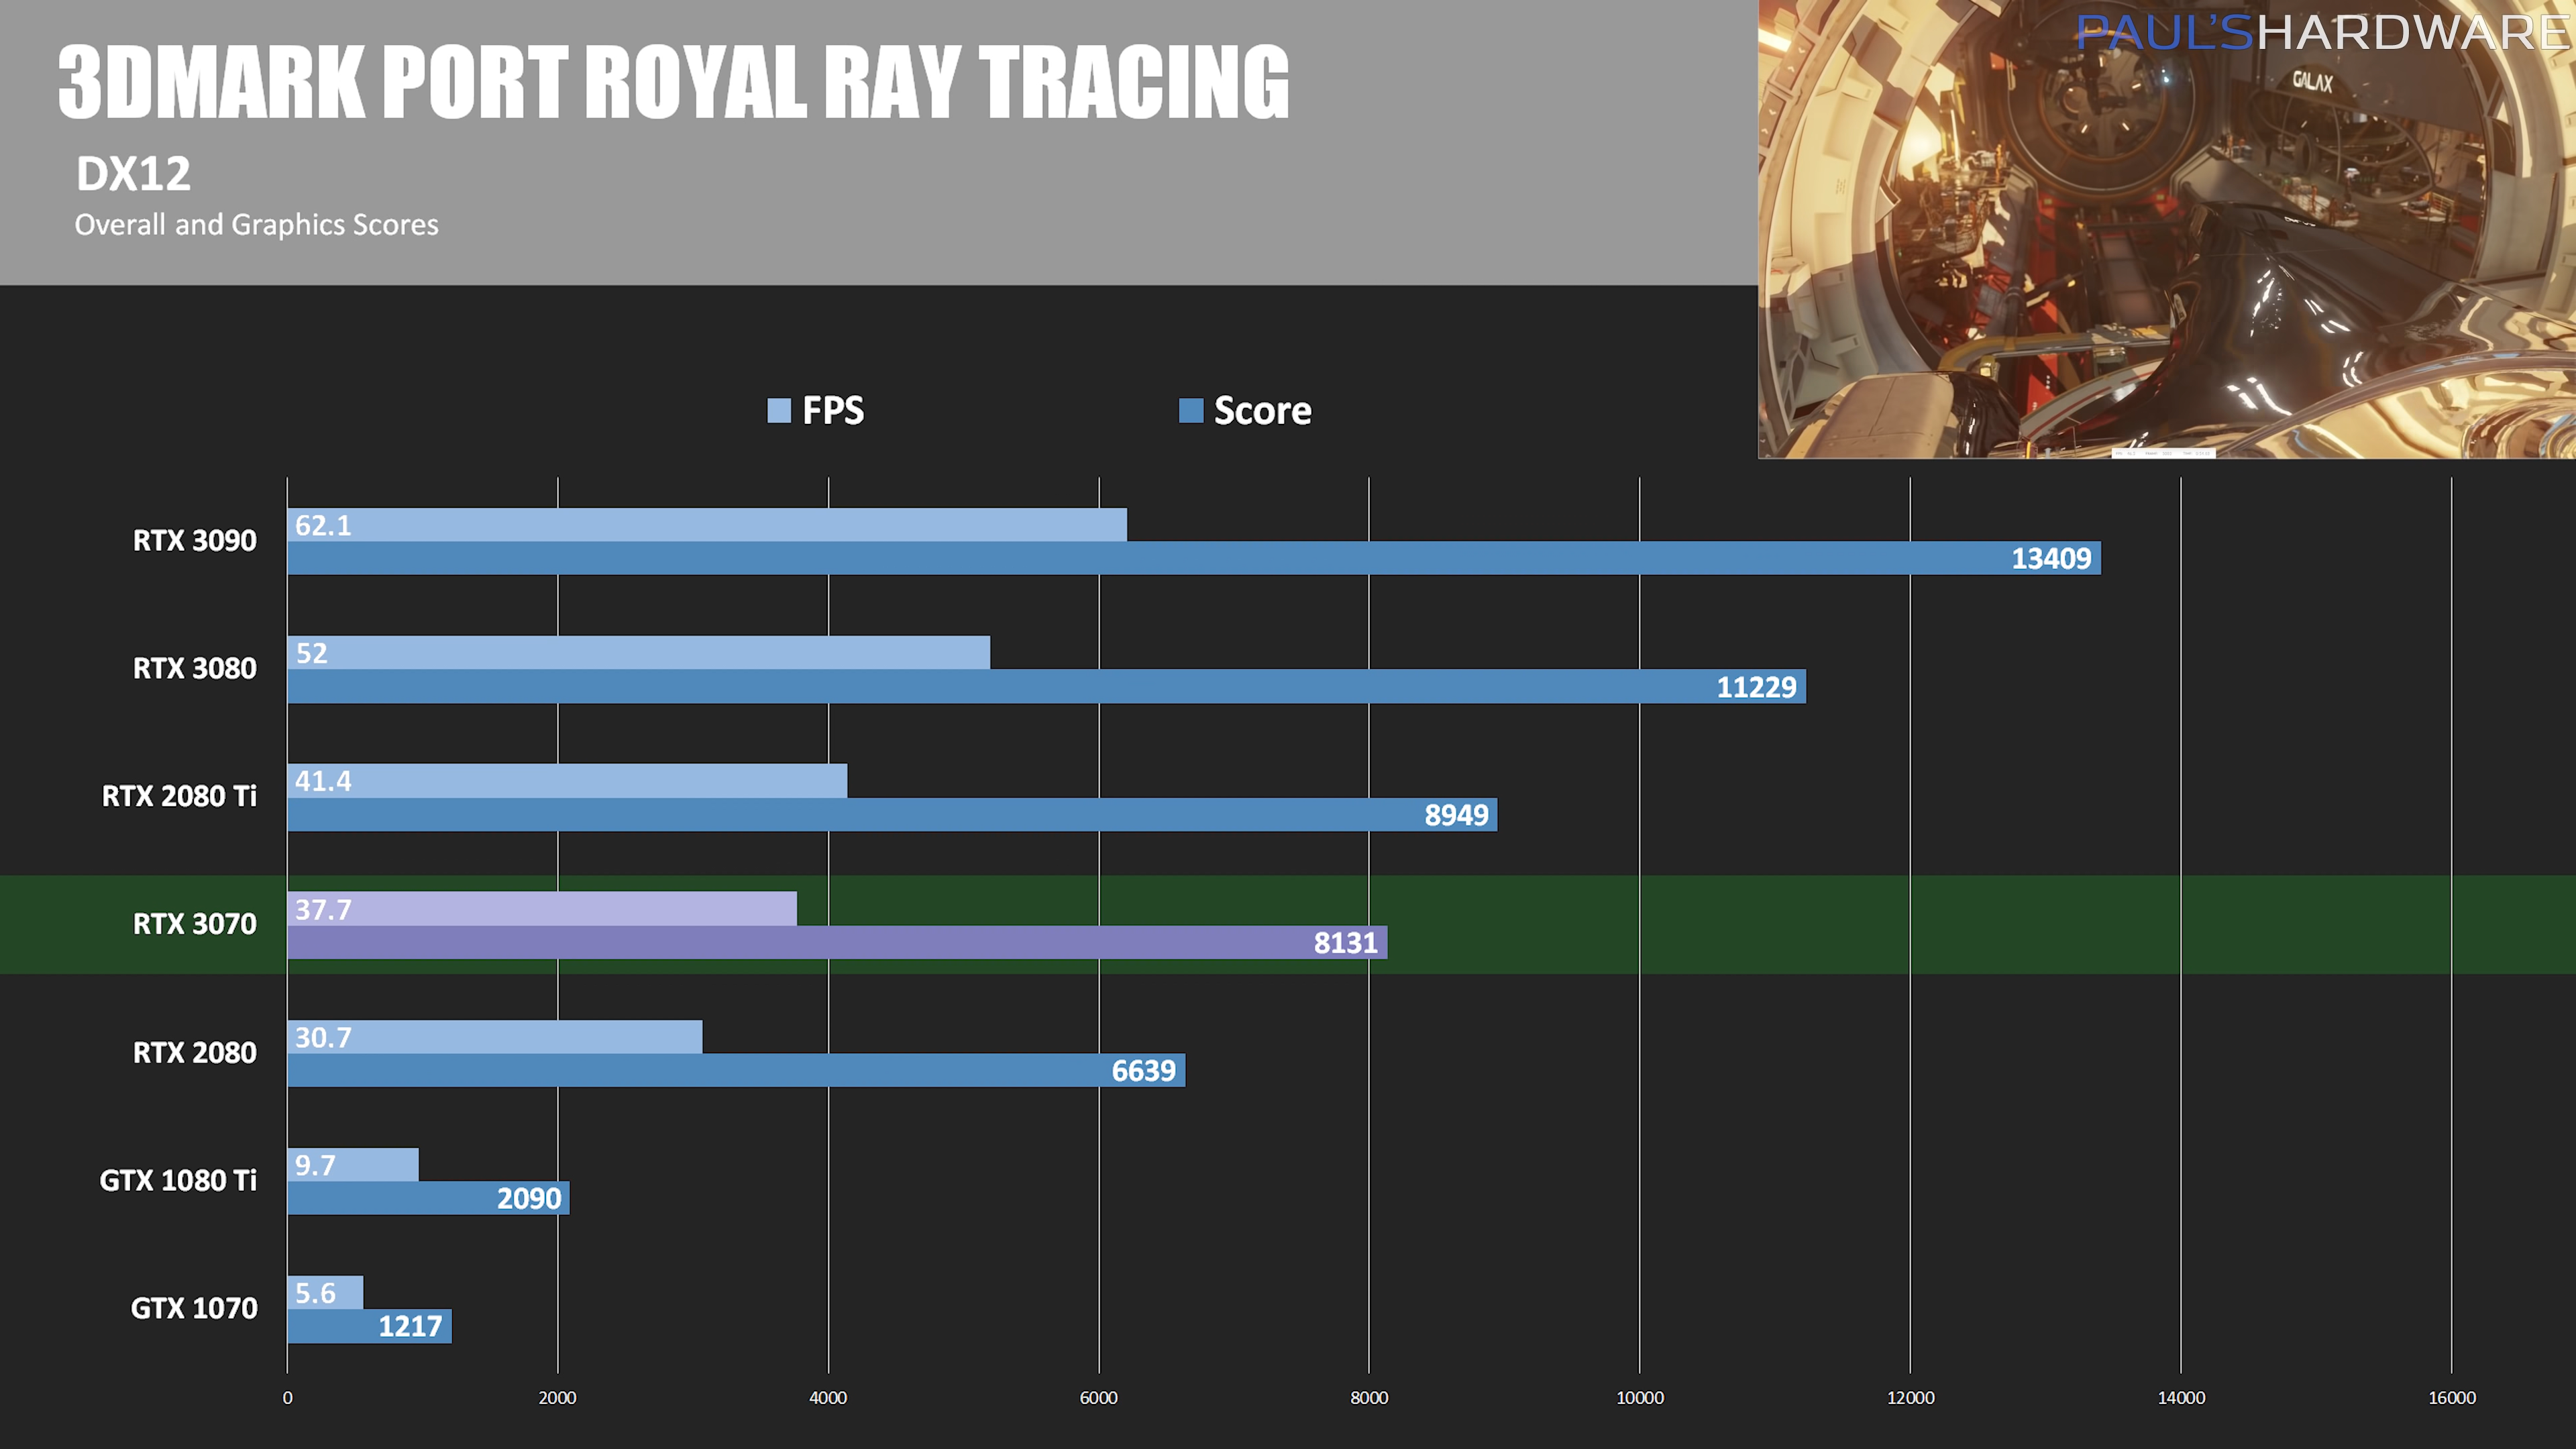 3DMARK PORT ROYAL RAY TRACING
DX12
Overall and Graphics Scores
PAUL'SHARDWARE
GALAX
FPS
Score
RTX 3090
62.1
13409
RTX 3080
52
11229
RTX 2080 Ti
41.4
8949
RTX 3070
37.7
8131
RTX 2080
30.7
6639
GTX 1080 Ti
9.7
2090
GTX 1070
5.6
1217
0 2000 4000 6000 8000 10000 12000 14000 16000